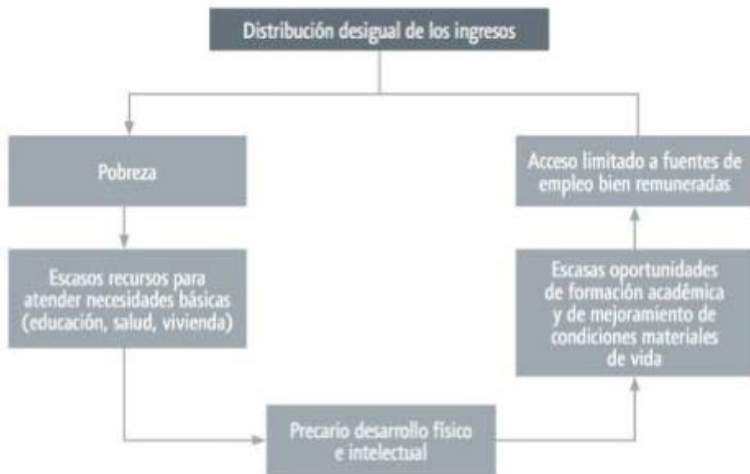 Distribución desigual de los ingresos
Pobreza
Escasos recursos para
atender necesidades básicas
(educación, salud, vivienda)
Precario desarrollo físico
e intelectual
Escasas oportunidades
de formación académica
y de mejoramiento de
condiciones materiales
de vida
Acceso limitado a fuentes de
empleo bien remuneradas